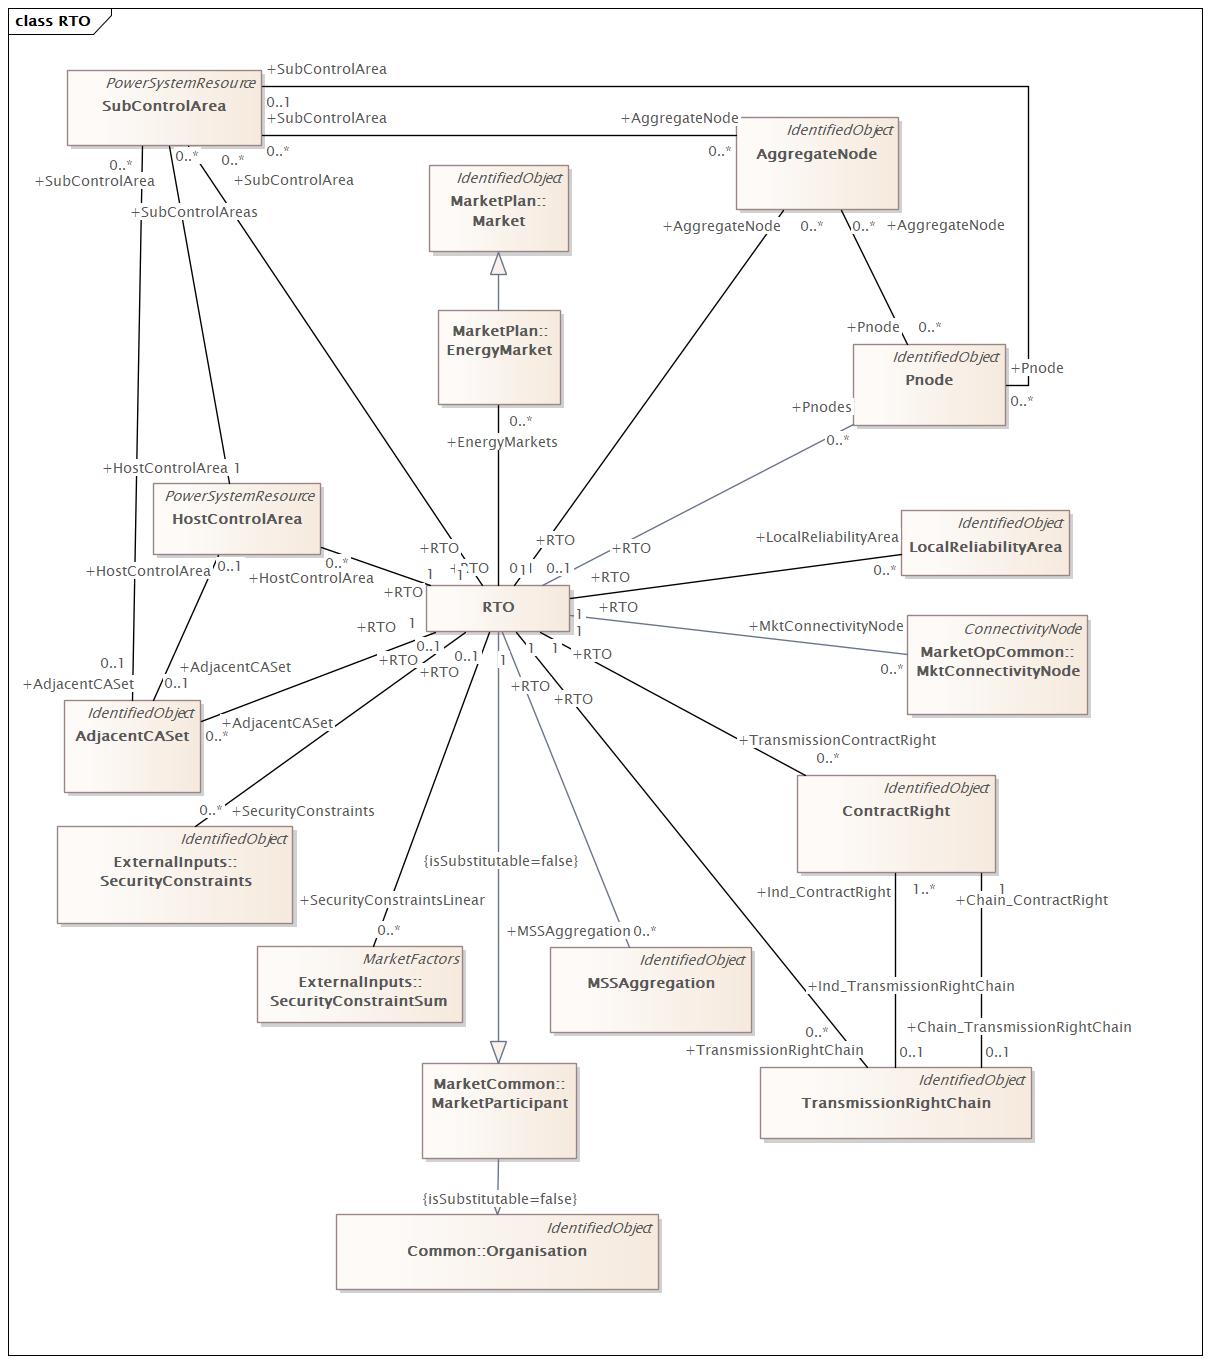 class RTO
PowerSystemResource
SubControlArea
+SubControlArea
0..1
+SubControlArea
0..*
+AggregateNode
0..*
IdentifiedObject
AggregateNode
0..*
+SubControlArea
0..*
+SubControlAreas
0..*
+SubControlArea
IdentifiedObject
MarketPlan::
Market
+AggregateNode
0..*
0..*
+AggregateNode
MarketPlan::
EnergyMarket
+Pnode
0..*
IdentifiedObject
Pnode
+Pnode
0..*
+Pnodes
0..*
0..*
+EnergyMarkets
+HostControlArea
1
PowerSystemResource
HostControlArea
+HostControlArea
0..1
0..*
+HostControlArea
+RTO
1
+RTO
1
+RTO
0..1
+RTO
1
+RTO
0..1
+RTO
+LocalReliabilityArea
0..*
IdentifiedObject
LocalReliabilityArea
+RTO
1
RTO
+RTO
1
+MktConnectivityNode
0..*
ConnectivityNode
MarketOpCommon::
MktConnectivityNode
+RTO
1
0..1
+RTO
0..1
+RTO
1
+RTO
1
+RTO
1
+RTO
0..1
+AdjacentCASet
+AdjacentCASet
0..1
IdentifiedObject
AdjacentCASet
+AdjacentCASet
0..*
+TransmissionContractRight
0..*
IdentifiedObject
ContractRight
0..*
+SecurityConstraints
IdentifiedObject
ExternalInputs::
SecurityConstraints
{isSubstitutable=false}
+SecurityConstraintsLinear
0..*
+Ind_ContractRight
1..*
1
+Chain_ContractRight
+MSSAggregation
0..*
MarketFactors
ExternalInputs::
SecurityConstraintSum
IdentifiedObject
MSSAggregation
+Ind_TransmissionRightChain
0..*
+TransmissionRightChain
+Chain_TransmissionRightChain
0..1
0..1
IdentifiedObject
TransmissionRightChain
MarketCommon::
MarketParticipant
{isSubstitutable=false}
IdentifiedObject
Common::Organisation